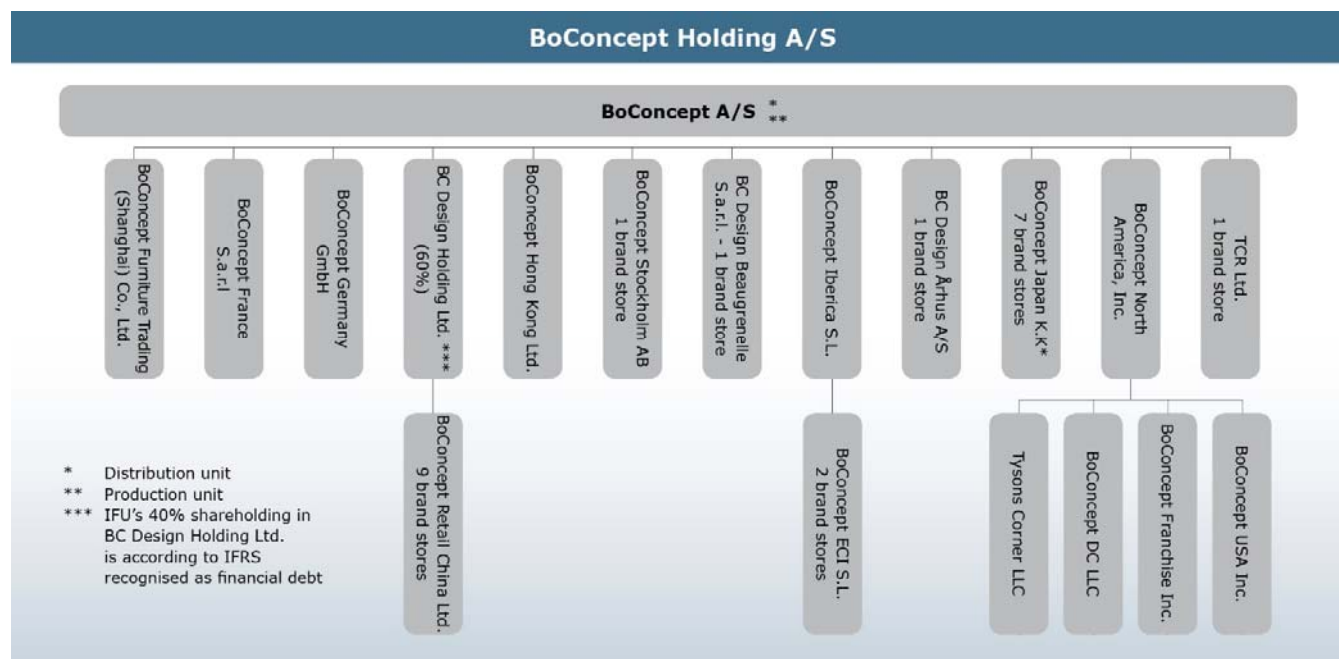 BoConcept Holding A/S
BoConcept A/S *
**
BoConcept Furniture Trading
(Shanghai) Co., Ltd.
BoConcept France
S.a.r.l
BoConcept Germany
GmbH
BC Design Holding Ltd. ***
(60%)
BoConcept Hong Kong Ltd.
BoConcept Stockholm AB
1 brand store
BC Design Beaugrenelle
S.a.r.l. - 1 brand store
BoConcept Iberica S.L.
BC Design Århus A/S
1 brand store
BoConcept Japan K.K*
7 brand stores
BoConcept North
America, Inc.
TCR Ltd.
1 brand store
BoConcept Retail China Ltd.
9 brand stores
BoConcept ECI S.L.
2 brand stores
Tysons Corner LLC
BoConcept DC LLC
BoConcept Franchise Inc.
BoConcept USA Inc.
* Distribution unit
** Production unit
*** IFU's 40% shareholding in
BC Design Holding Ltd.
is according to IFRS
recognised as financial debt